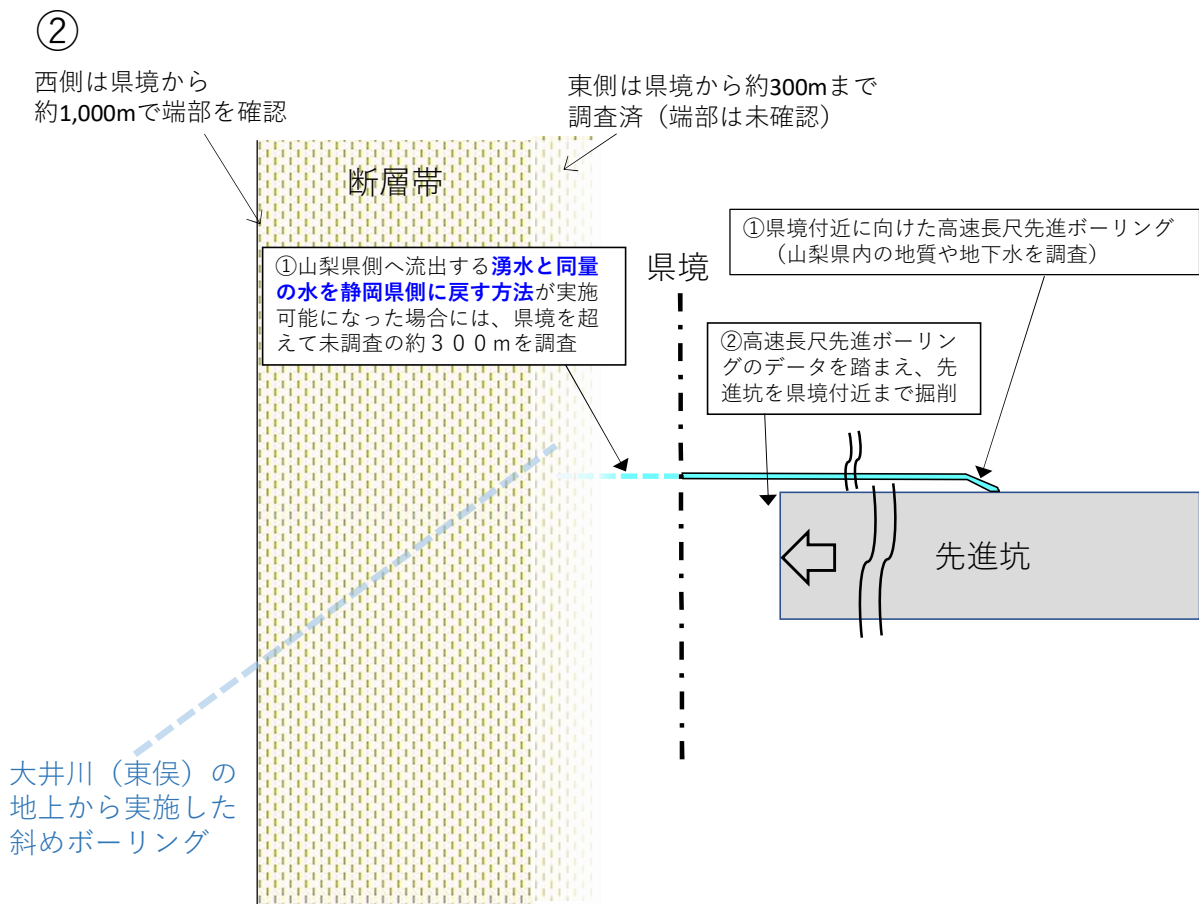 ②
西側は県境から
約1,000mで端部を確認
東側は県境から約300mまで
調査済（端部は未確認）
断層帯
①県境付近に向けた高速長尺先進ボーリング
（山梨県内の地質や地下水を調査）
①山梨県側へ流出する湧水と同量
の水を静岡県側に戻す方法が実施
可能になった場合には、県境を超
えて未調査の約３００ｍを調査
県境
②高速長尺先進ボーリン
グのデータを踏まえ、先
進坑を県境付近まで掘削
先進坑
大井川（東俣）の
地上から実施した
斜めボーリング